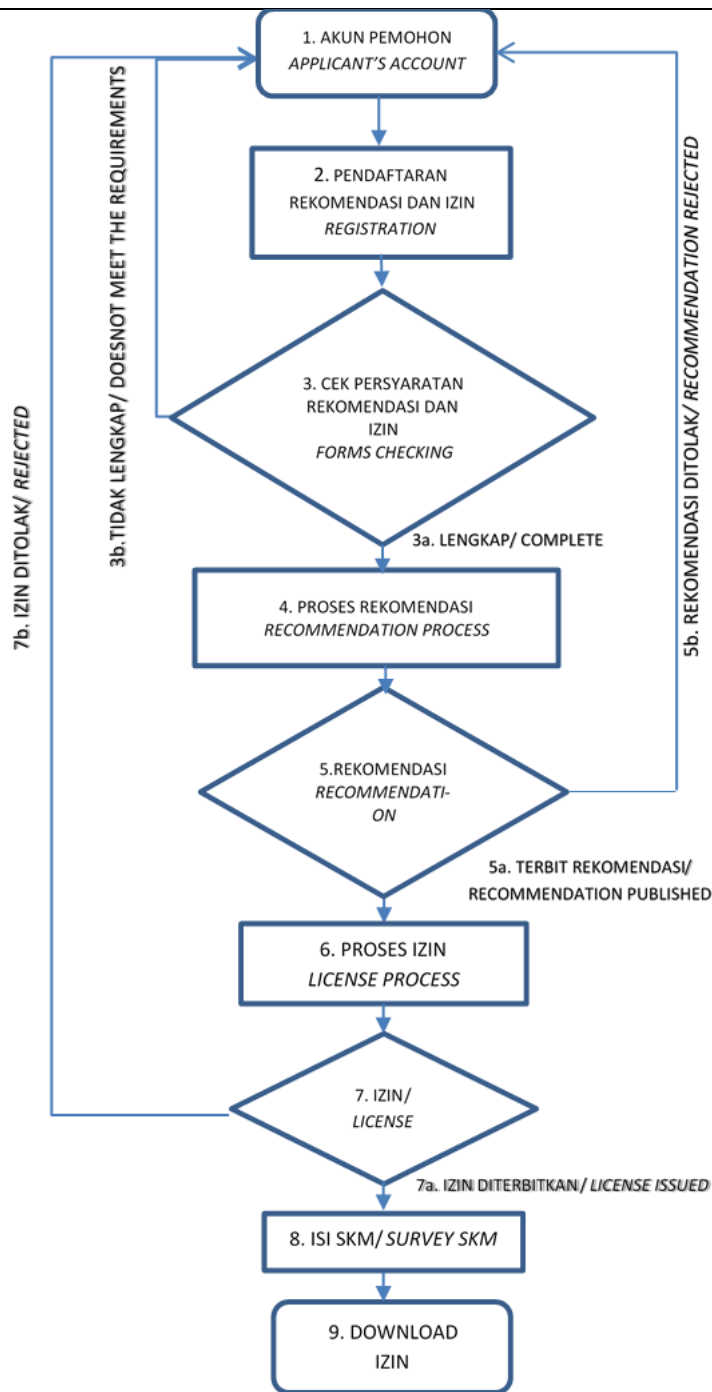 1. AKUN PEMOHON
APPLICANT'S ACCOUNT
2. PENDAFTARAN
REKOMENDASI DAN IZIN
REGISTRATION
3. CEK PERSYARATAN
REKOMENDASI DAN
IZIN
FORMS CHECKING
3a. LENGKAP/ COMPLETE
3b.TIDAK LENGKAP/ DOESNOT MEET THE REQUIREMENTS
4. PROSES REKOMENDASI
RECOMMENDATION PROCESS
5.REKOMENDASI
RECOMMENDATI-
ON
5a. TERBIT REKOMENDASI/
RECOMMENDATION PUBLISHED
5b. REKOMENDASI DITOLAK/ RECOMMENDATION REJECTED
6. PROSES IZIN
LICENSE PROCESS
7. IZIN/
LICENSE
7a. IZIN DITERBITKAN/ LICENSE ISSUED
7b. IZIN DITOLAK/ REJECTED
8. ISI SKM/ SURVEY SKM
9. DOWNLOAD
IZIN